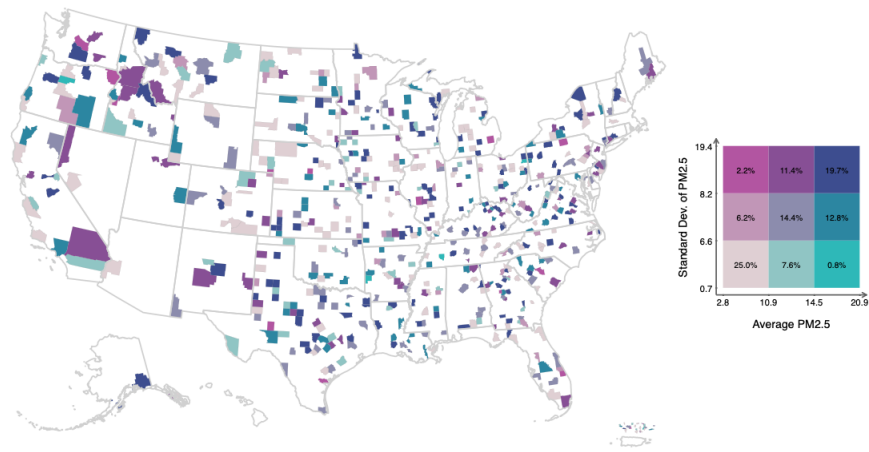 19.4
2.2% 11.4% 19.7%
8.2
6.2% 14.4% 12.8%
6.6
25.0% 7.6% 0.8%
0.7
2.8 10.9 14.5 20.9
Standard Dev. of PM2.5
Average PM2.5